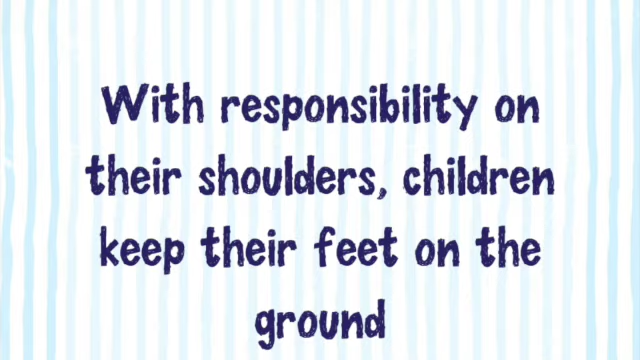 With responsibility on
their shoulders, children
keep their feet on the
ground